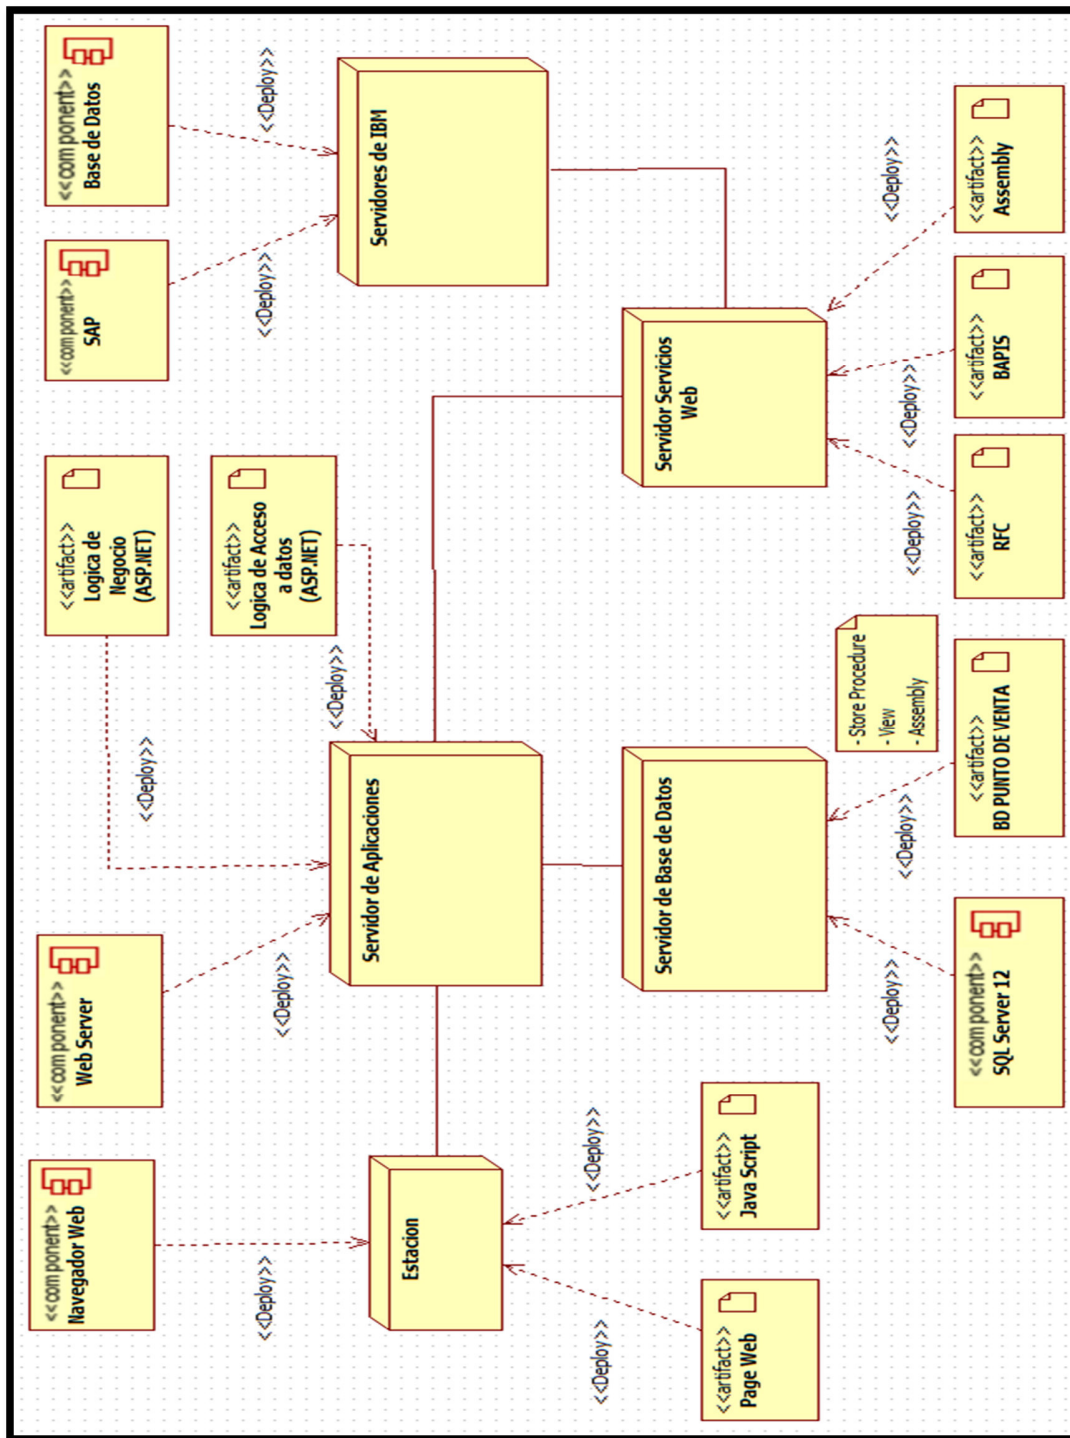 <<component>>
Navegador Web
<<component>>
Web Server
<<artifact>>
Logica de
Negocio
(ASP.NET)
<<component>>
SAP
<<component>>
Base de Datos
<<Deploy>>
<<Deploy>>
<<Deploy>>
<<artifact>>
Logica de Acceso
a datos
(ASP.NET)
<<Deploy>>
<<Deploy>>
<<Deploy>>
Estacion
Servidor de Aplicaciones
Servidores de IBM
<<Deploy>>
<<Deploy>>
Servidor de Base de Datos
Servidor Servicios
Web
<<artifact>>
Page Web
<<artifact>>
Java Script
- Store Procedure
- View
- Assembly
<<Deploy>>
<<Deploy>>
<<Deploy>>
<<Deploy>>
<<Deploy>>
<<component>>
SQL Server 12
<<artifact>>
BD PUNTO DE VENTA
<<artifact>>
RFC
<<artifact>>
BAPIS
<<artifact>>
Assembly